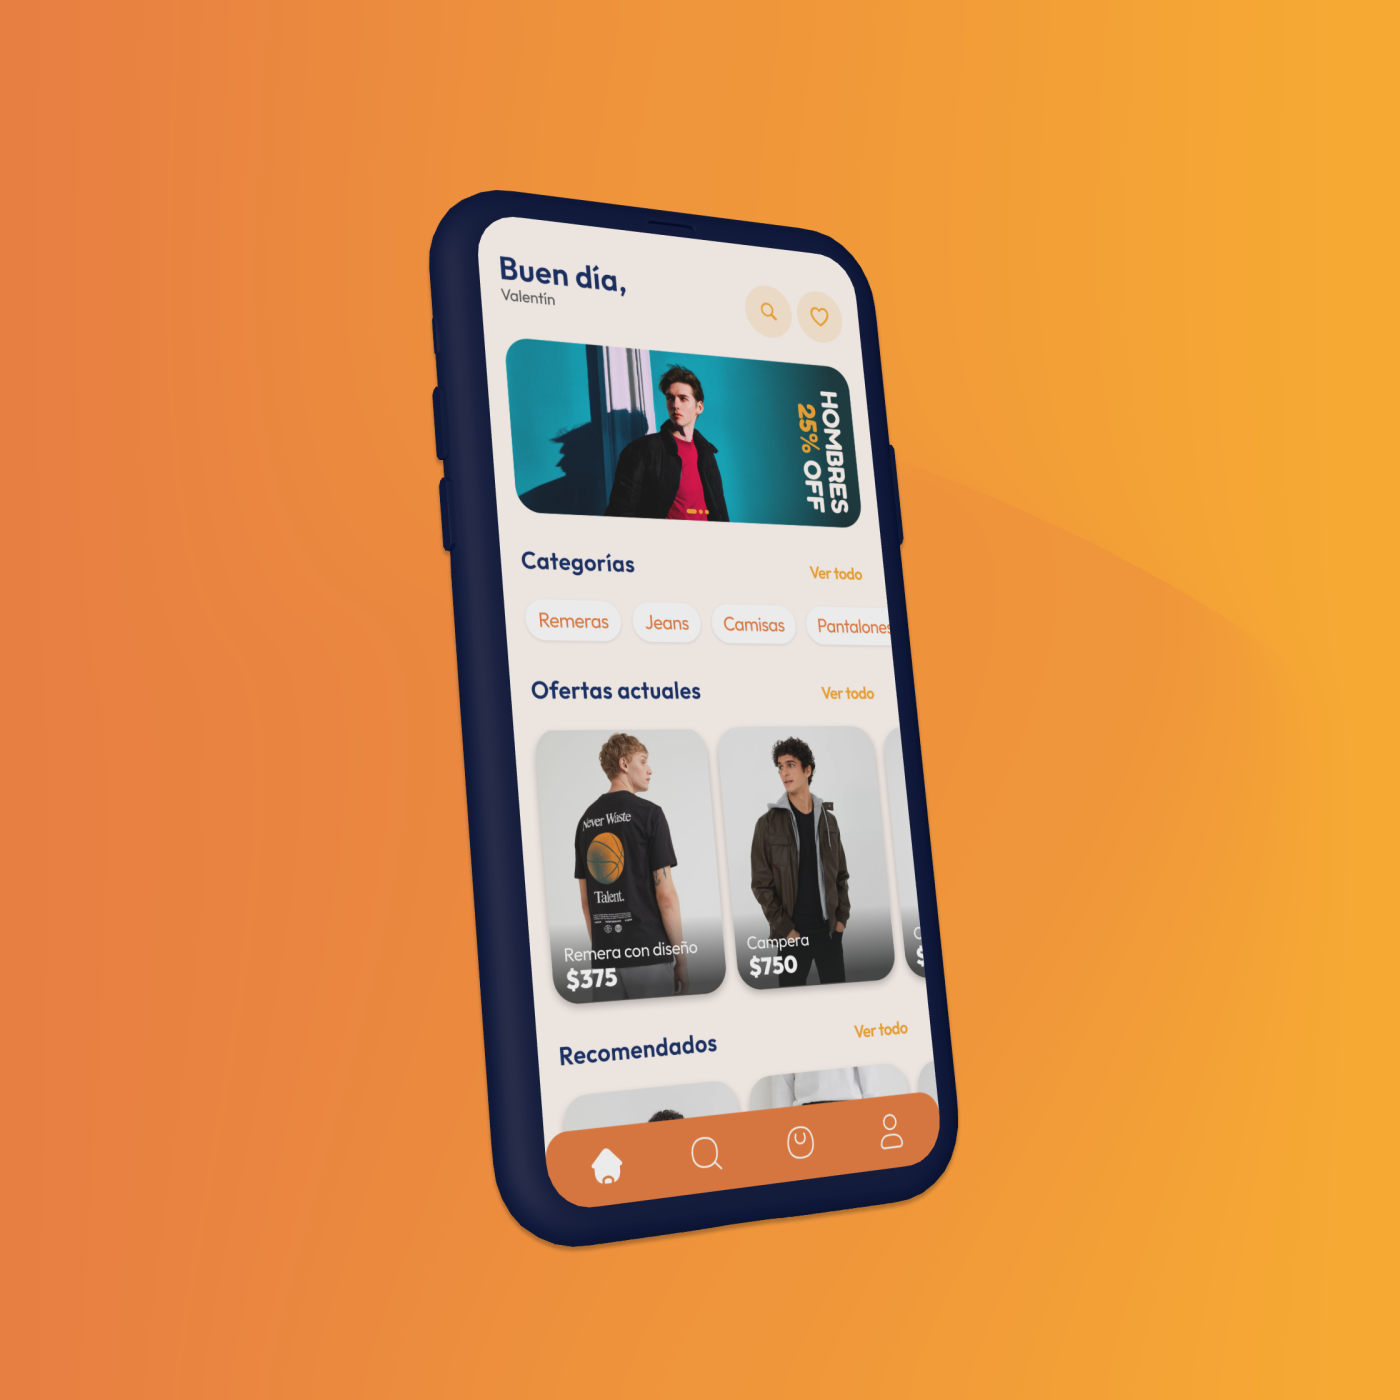 Buen día,
Valentín
HOMBRES
25% OFF
Categorías
Ver todo
Remeras
Jeans
Camisas
Pantalones
Ofertas actuales
Ver todo
Never Waste
Talent.
Remera con diseño
$375
Campera
$750
Recomendados
Ver todo